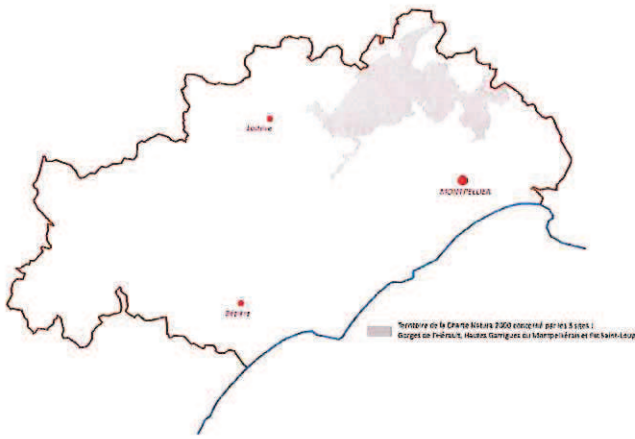 Lodève
MONTPELLIER
Béziers
Territoire de la Charte Natura 2000 concerné par les 3 sites :
Gorges de l'Hérault, Hautes Garrigues du Montpelliérain et Pic Saint-Loup